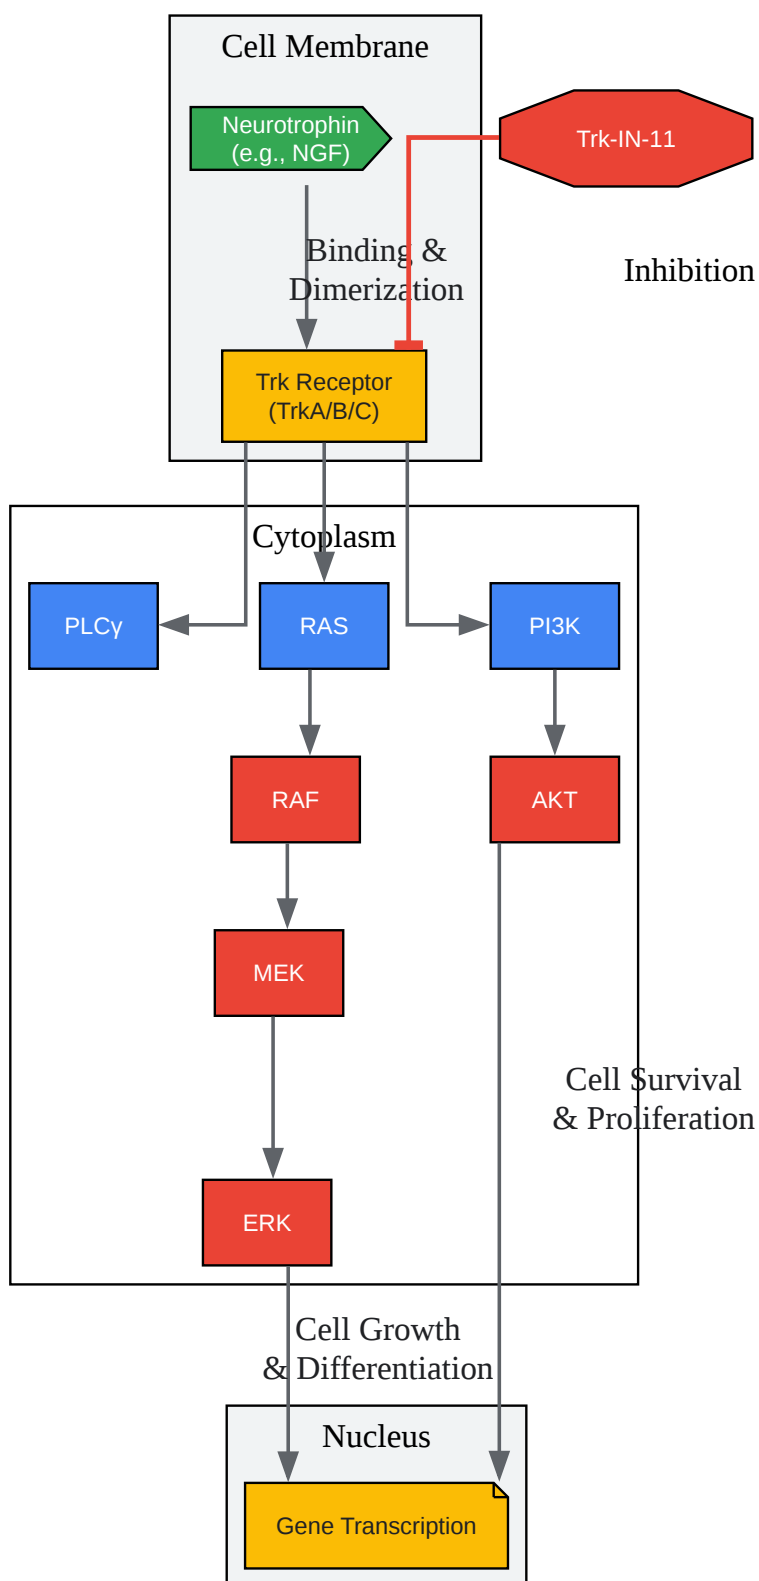 Cell Membrane
Neurotrophin
(e.g., NGF)
Trk-IN-11
Binding &
Dimerization
Inhibition
Trk Receptor
(TrkA/B/C)
Cytoplasm
PLCγ
RAS
PI3K
RAF
AKT
MEK
Cell Survival
& Proliferation
ERK
Cell Growth
& Differentiation
Nucleus
Gene Transcription